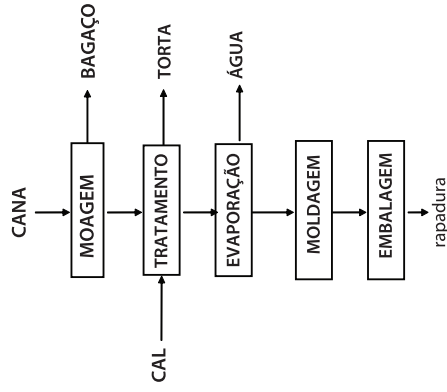 CANA
MOAGEM
BAGAÇO
CAL
TRATAMENTO
TORTA
EVAPORAÇÃO
ÁGUA
MOLDAGEM
EMBALAGEM
rapadura